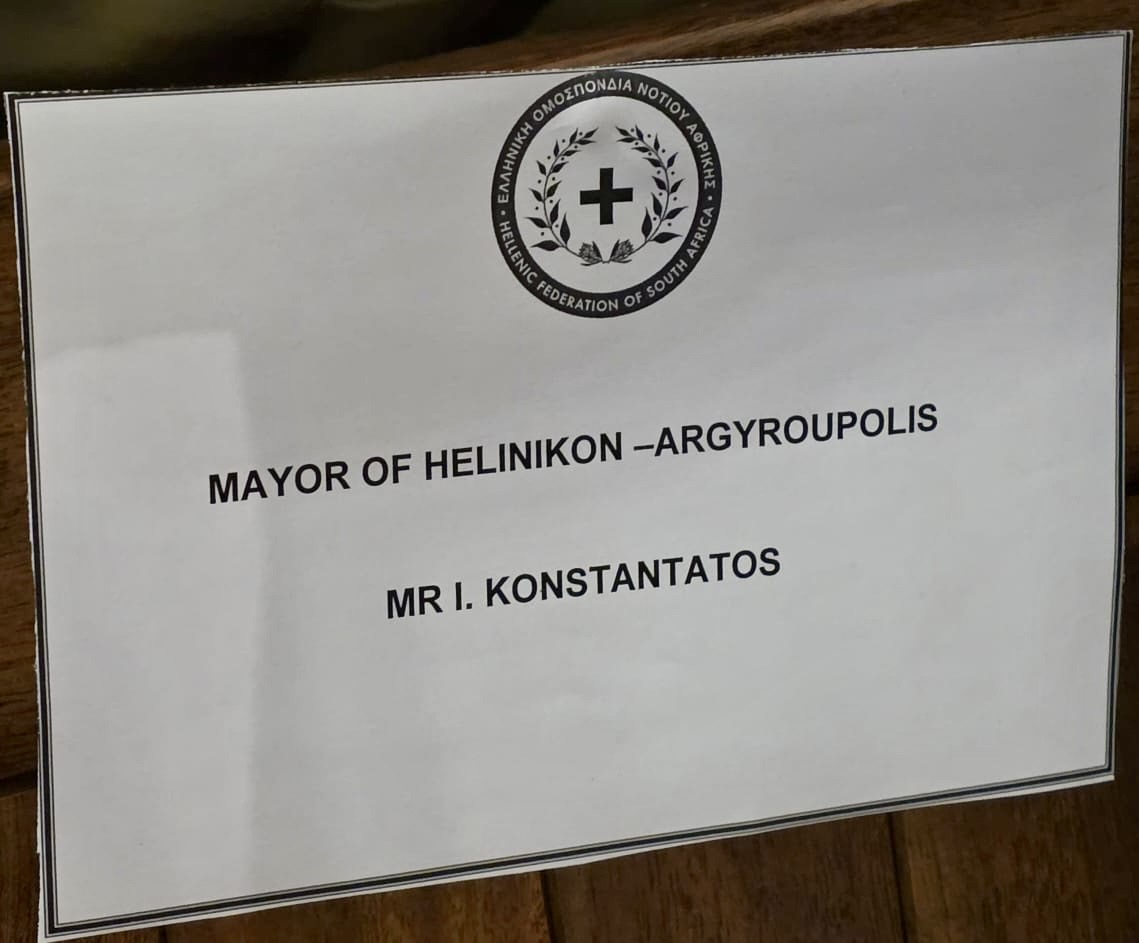 ΕΛΛΗΝΙΚΗ ΟΜΟΣΠΟΝΔΙΑ ΝΟΤΙΟΥ ΑΦΡΙΚΗΣ
HELLENIC FEDERATION OF SOUTH AFRICA
MAYOR OF HELINIKON –ARGYROUPOLIS
MR I. KONSTANTATOS